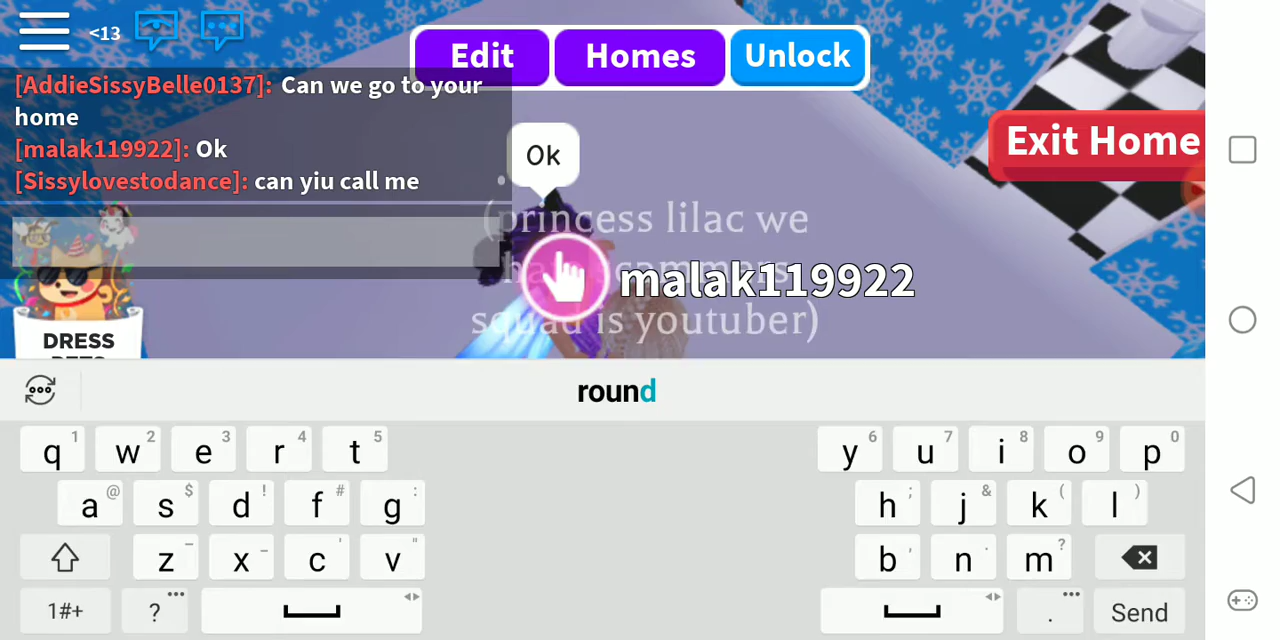 <13
Edit Homes Unlock
[AddieSissyBelle0137]: Can we go to your
home
[malak119922]: Ok
[Sissylovestodance]: can yiu call me
Ok
Exit Home
(princess lilac we
scammers
malak119922
squad is youtuber)
DRESS
PETS
round
q 1 w 2 e 3 r 4 t 5 y 6 u 7 i 8 o 9 p 0
a @ s $ d ! f # g : h ; j & k ( l )
z – x _ c ' v " b , n . m ?
1#+ ? . Send